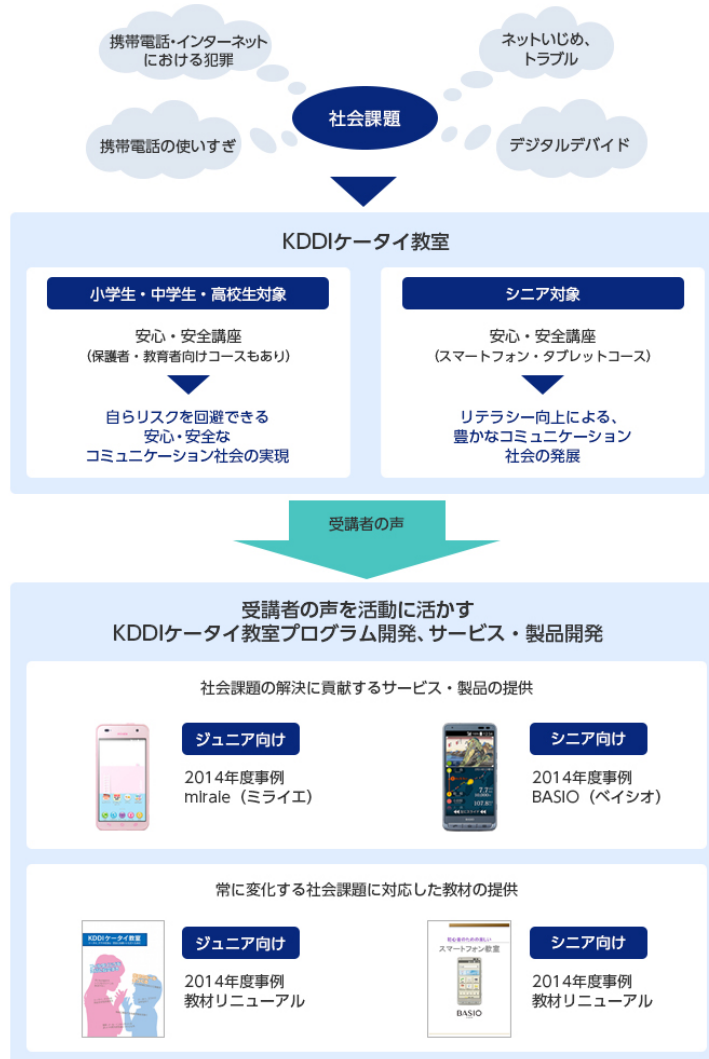 携帯電話・インターネット
における犯罪
ネットいじめ、
トラブル
社会課題
携帯電話の使いすぎ
デジタルデバイド
KDDIケータイ教室
小学生・中学生・高校生対象
安心・安全講座
(保護者・教育者向けコースもあり)
自らリスクを回避できる
安心・安全な
コミュニケーション社会の実現
シニア対象
安心・安全講座
(スマートフォン・タブレットコース)
リテラシー向上による、
豊かなコミュニケーション
社会の発展
受講者の声
受講者の声を活動に活かす
KDDIケータイ教室プログラム開発、サービス・製品開発
社会課題の解決に貢献するサービス・製品の提供
ジュニア向け
2014年度事例
miraie（ミライエ）
シニア向け
2014年度事例
BASIO（ベイシオ）
常に変化する社会課題に対応した教材の提供
KDDIケータイ教室
ジュニア向け
2014年度事例
教材リニューアル
スマートフォン教室
BASIO
シニア向け
2014年度事例
教材リニューアル